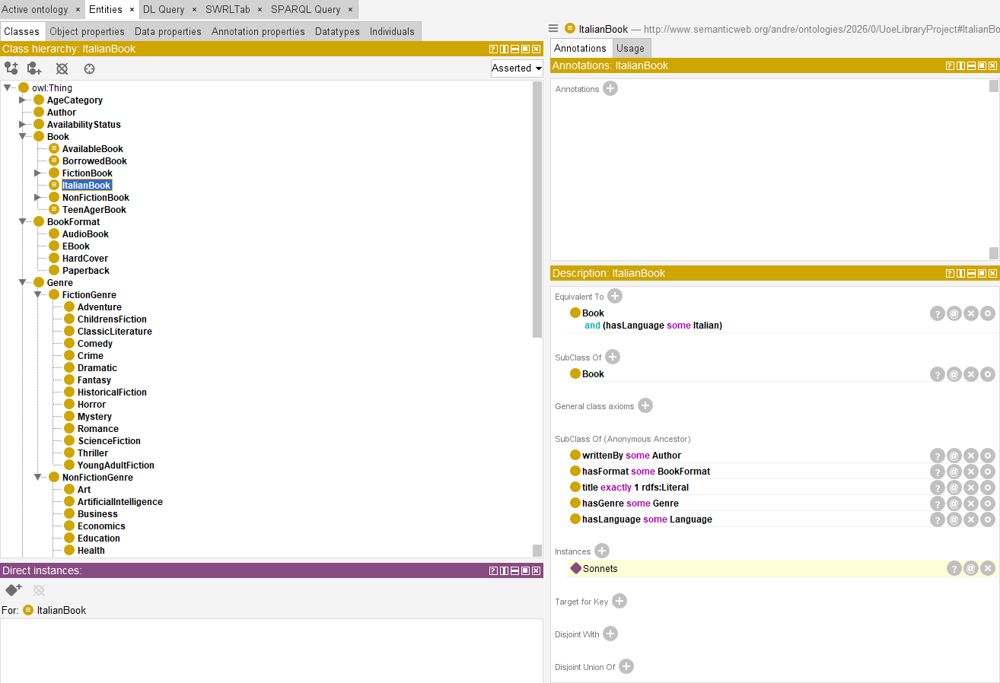 Active ontology × Entities × DL Query × SWRLTab × SPARQL Query ×
Classes Object properties Data properties Annotation properties Datatypes Individuals
Class hierarchy: ItalianBook
Asserted
owl:Thing
AgeCategory
Author
AvailabilityStatus
Book
AvailableBook
BorrowedBook
FictionBook
ItalianBook
NonFictionBook
TeenAgerBook
BookFormat
AudioBook
EBook
HardCover
Paperback
Genre
FictionGenre
Adventure
ChildrensFiction
ClassicLiterature
Comedy
Crime
Dramatic
Fantasy
HistoricalFiction
Horror
Mystery
Romance
ScienceFiction
Thriller
YoungAdultFiction
NonFictionGenre
Art
ArtificialIntelligence
Business
Economics
Education
Health
Direct instances:
For: ItalianBook
ItalianBook — http://www.semanticweb.org/andre/ontologies/2026/0/UoeLibraryProject#ItalianBo
Annotations Usage
Annotations: ItalianBook
Annotations
Description: ItalianBook
Equivalent To
Book
and (hasLanguage some Italian)
SubClass Of
Book
General class axioms
SubClass Of (Anonymous Ancestor)
writtenBy some Author
hasFormat some BookFormat
title exactly 1 rdfs:Literal
hasGenre some Genre
hasLanguage some Language
Instances
Sonnets
Target for Key
Disjoint With
Disjoint Union Of